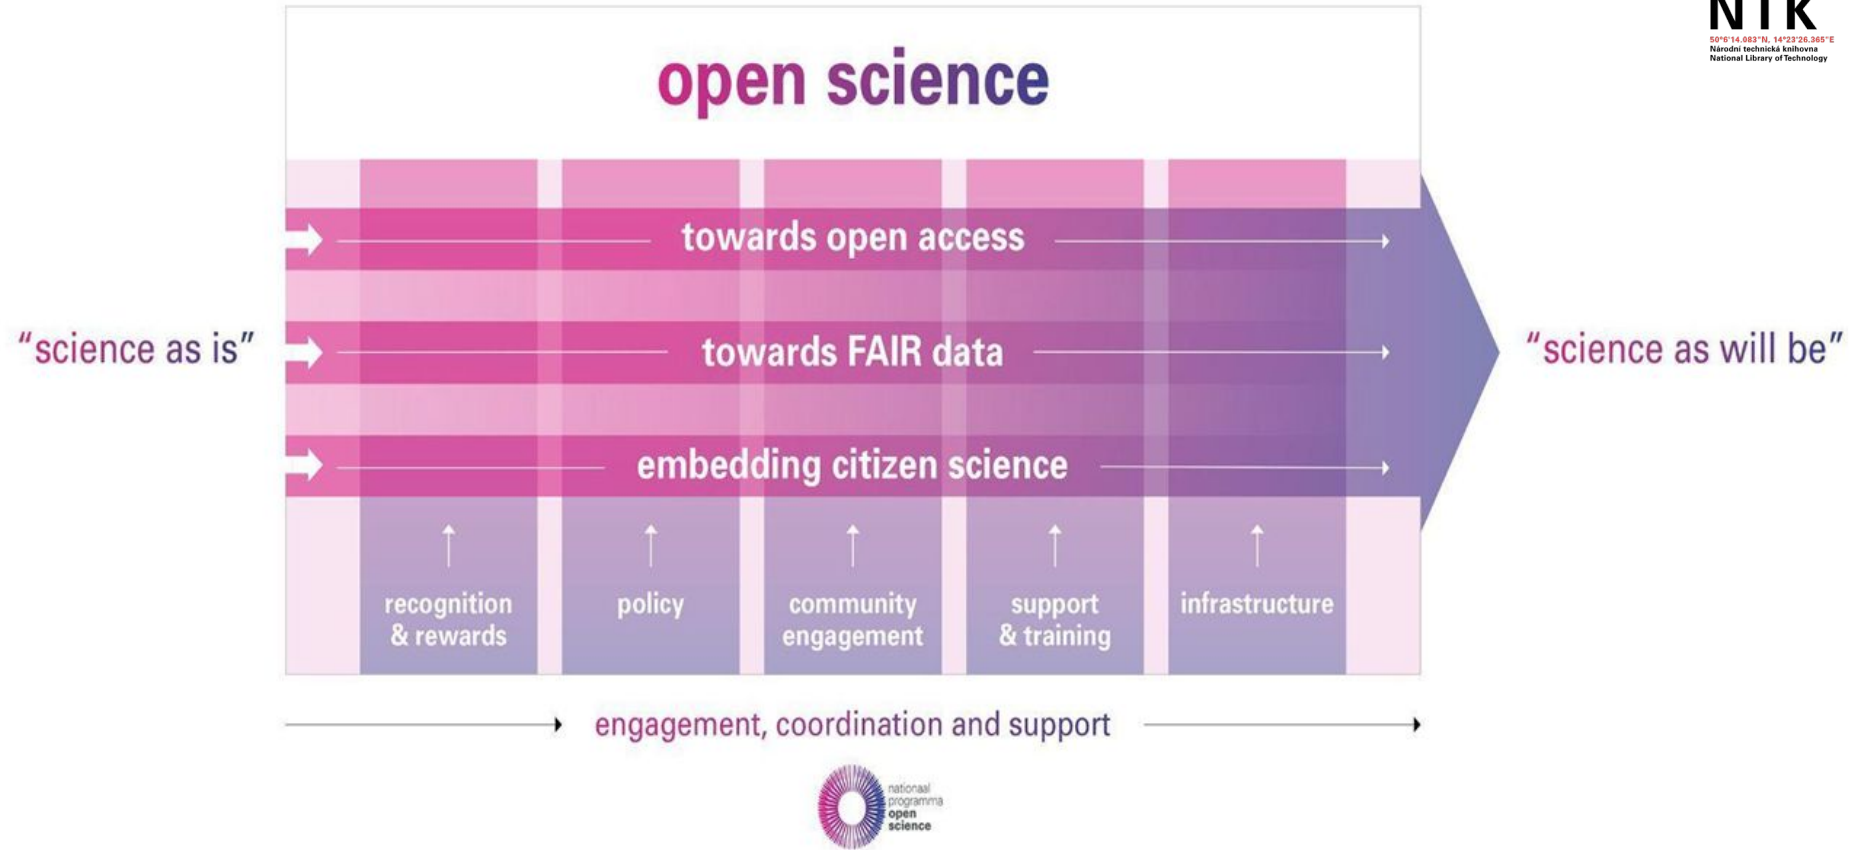 NTK
50°6'14.083"N, 14°23'26.365"E
Národní technická knihovna
National Library of Technology
open science
towards open access
“science as is”
towards FAIR data
“science as will be”
embedding citizen science
recognition
& rewards
policy
community
engagement
support
& training
infrastructure
engagement, coordination and support
nationaal
programma
open
science